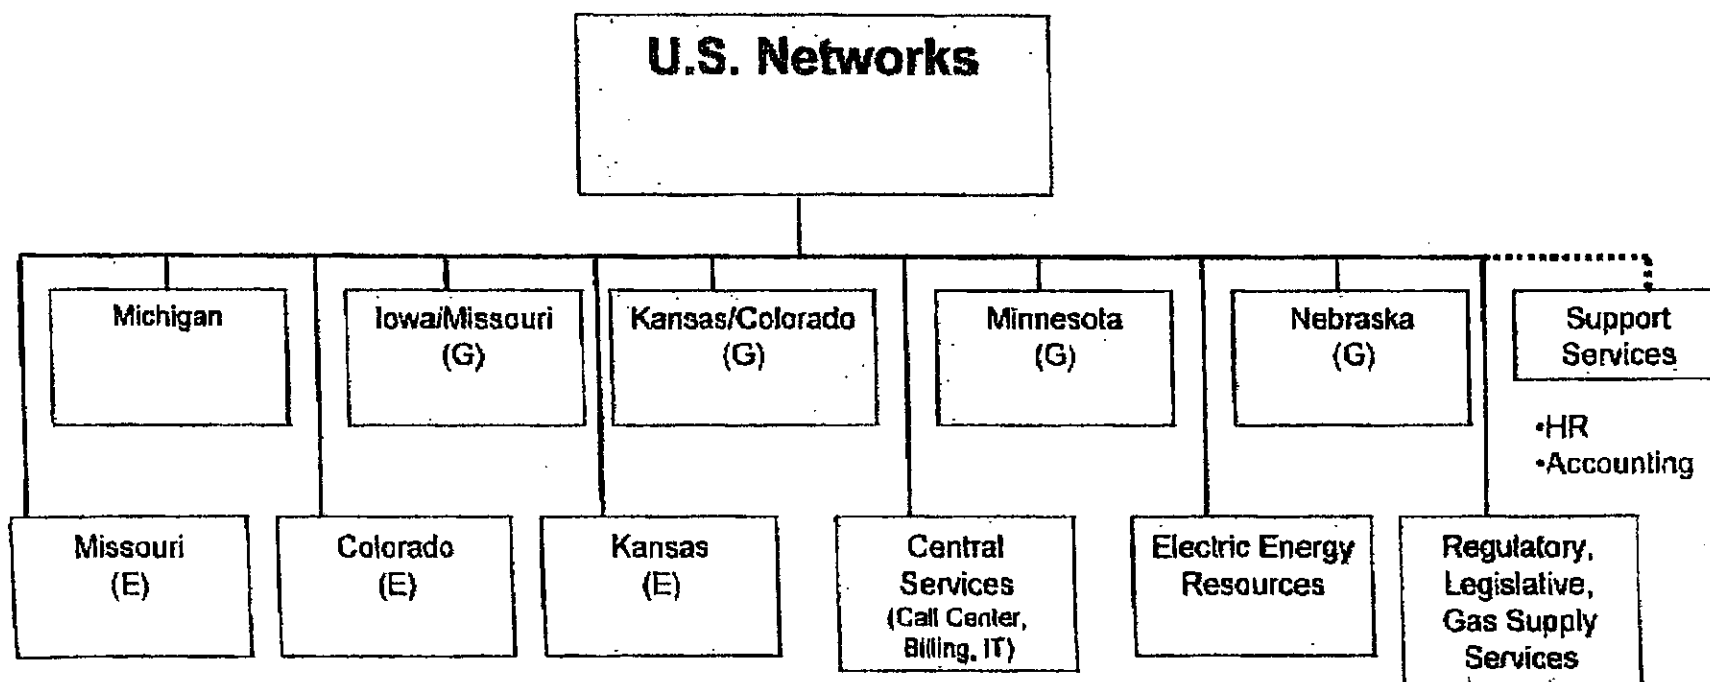 U.S. Networks
Michigan
Iowa/Missouri
(G)
Kansas/Colorado
(G)
Minnesota
(G)
Nebraska
(G)
Support
Services
•HR
•Accounting
Missouri
(E)
Colorado
(E)
Kansas
(E)
Central
Services
(Call Center,
Billing, IT)
Electric Energy
Resources
Regulatory,
Legislative,
Gas Supply
Services